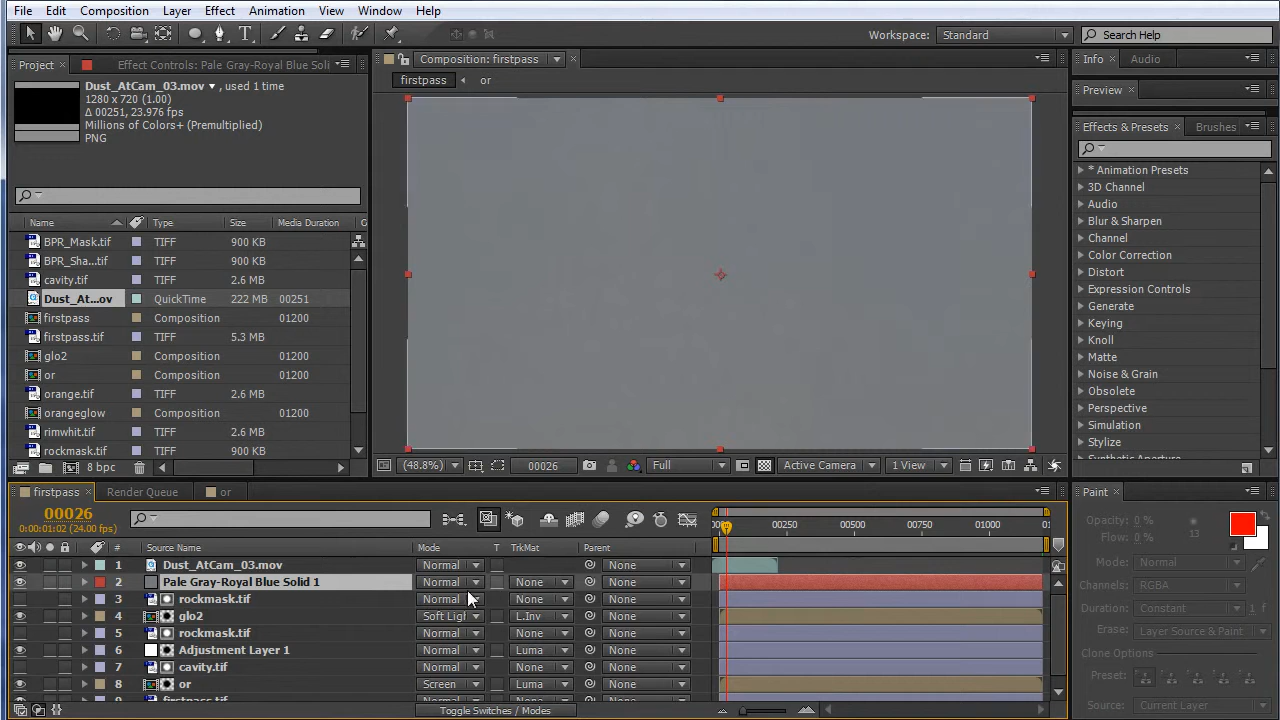 File Edit Composition Layer Effect Animation View Window Help
Workspace: Standard Search Help
Project Effect Controls: Pale Gray-Royal Blue Soli
Composition: firstpass
Info Audio
firstpass or
Dust_AtCam_03.mov , used 1 time
1280 x 720 (1.00)
Δ 00251, 23.976 fps
Millions of Colors+ (Premultiplied)
PNG
Preview
Effects & Presets Brushes
* Animation Presets
3D Channel
Audio
Blur & Sharpen
Channel
Color Correction
Distort
Expression Controls
Generate
Keying
Knoll
Matte
Noise & Grain
Obsolete
Perspective
Simulation
Stylize
Synthetic Aperture
Name Type Size Media Duration
BPR_Mask.tif TIFF 900 KB
BPR_Sha...tif TIFF 900 KB
cavity.tif TIFF 2.6 MB
Dust_At...ov QuickTime 222 MB 00251
firstpass Composition 01200
firstpass.tif TIFF 5.3 MB
glo2 Composition 01200
or Composition 01200
orange.tif TIFF 2.6 MB
orangeglow Composition 01200
rimwhit.tif TIFF 2.6 MB
rockmask.tif TIFF 900 KB
8 bpc
(48.8%) 00026 Full Active Camera 1 View
firstpass Render Queue or
00026
0:00:01:02 (24.00 fps)
00250 00500 00750 01000
# Source Name Mode T TrkMat Parent
1 Dust_AtCam_03.mov Normal None
2 Pale Gray-Royal Blue Solid 1 Normal None None
3 rockmask.tif Normal None None
4 glo2 Soft Ligl L.Inv None
5 rockmask.tif Normal None None
6 Adjustment Layer 1 Normal Luma None
7 cavity.tif Normal None None
8 or Screen Luma None
firstpass.tif
Toggle Switches / Modes
Paint
Opacity: 0 %
Flow: 0 % 13
Mode: Normal
Channels: RGBA
Duration: Constant
Erase: Layer Source & Paint
Clone Options
Preset:
Source: Current Layer